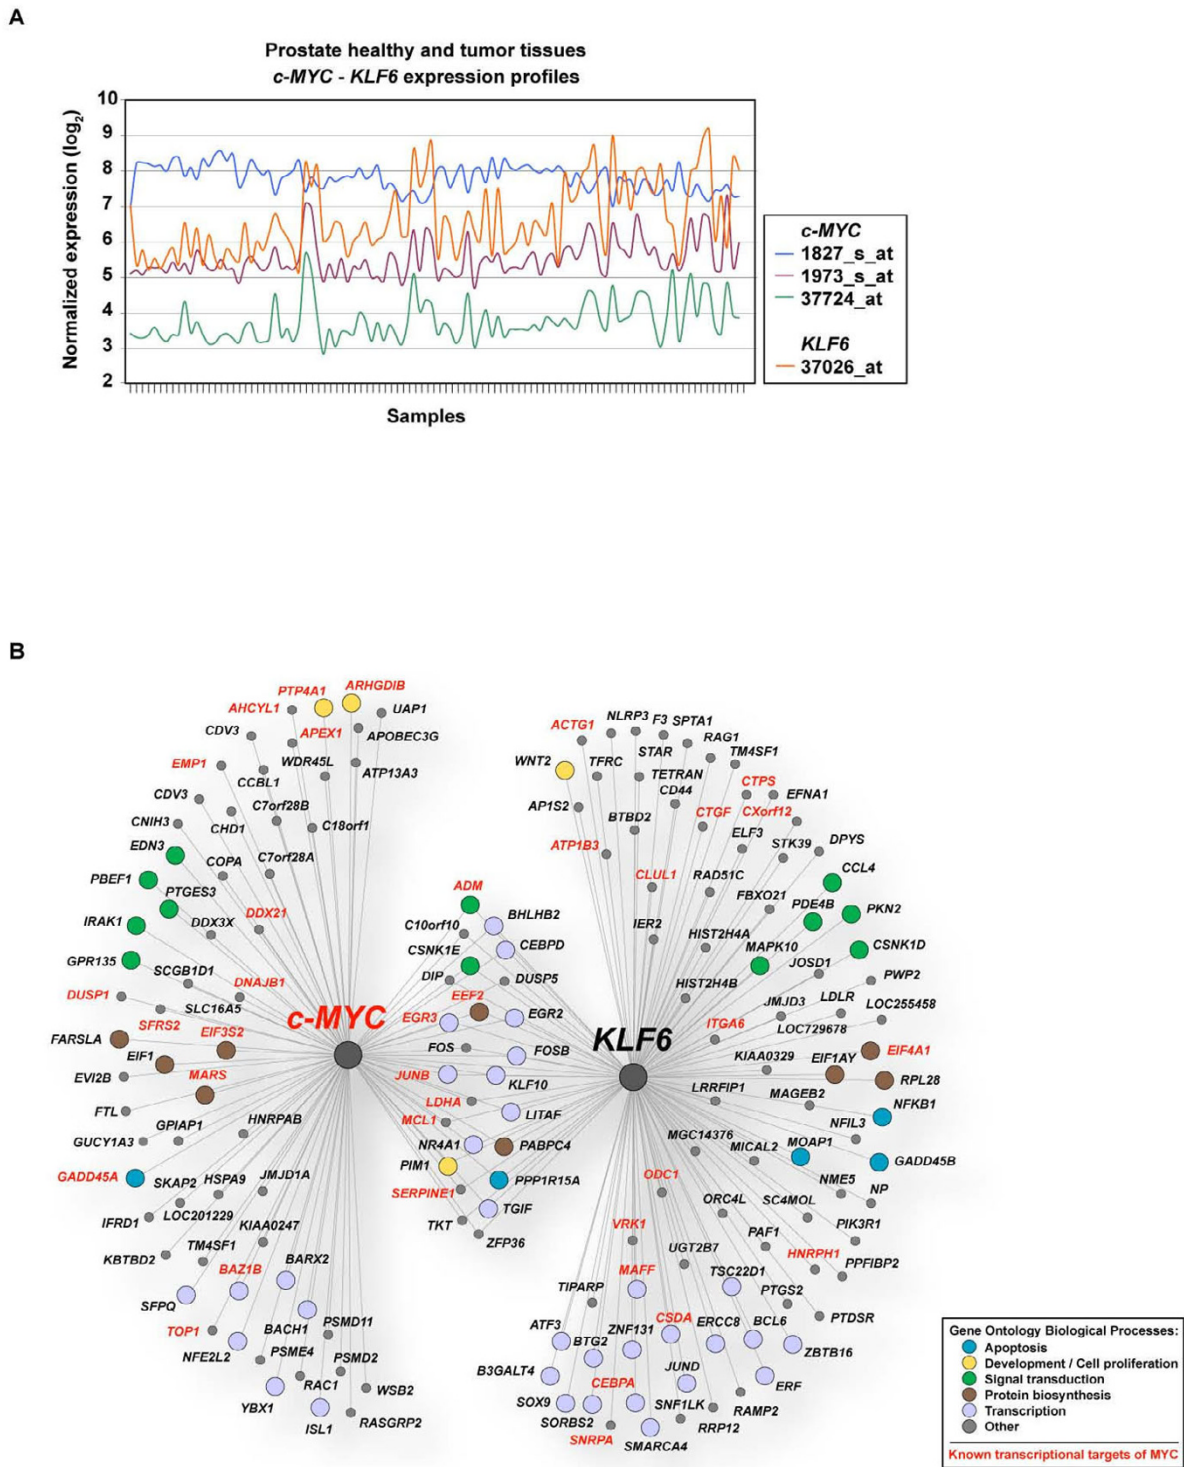 A
Prostate healthy and tumor tissues
c-MYC - KLF6 expression profiles
Normalized expression (log2)
10
9
8
7
6
5
4
3
2
Samples
c-MYC
1827_s_at
1973_s_at
37724_at
KLF6
37026_at
B
PTP4A1
ARHGDIB
AHCYL1
UAP1
CDV3
APEX1
APOBEC3G
EMP1
WDR45L
ATP13A3
CCBL1
CDV3
C7orf28B
CNIH3
CHD1
C18orf1
EDN3
COPA
C7orf28A
PBEF1
PTGES3
IRAK1
DDX3X
DDX21
GPR135
SCGB1D1
DNAJB1
DUSP1
SLC16A5
SFRS2
EIF3S2
c-MYC
FARSLA
EIF1
EVI2B
MARS
FTL
GPIAP1
HNRPAB
GUCY1A3
GADD45A
SKAP2
HSPA9
JMJD1A
IFRD1
LOC201229
KIAA0247
KBTBD2
TM4SF1
BAZ1B
BARX2
SFPQ
TOP1
BACH1
PSMD11
NFE2L2
PSME4
PSMD2
RAC1
WSB2
YBX1
ISL1
RASGRP2
ADM
C10orf10
BHLHB2
CSNK1E
CEBPD
DIP
DUSP5
EEF2
EGR3
EGR2
FOS
FOSB
JUNB
KLF10
LDHA
MCL1
LITAF
NR4A1
PABPC4
PIM1
PPP1R15A
SERPINE1
TGIF
TKT
ZFP36
ACTG1
NLRP3
F3
SPTA1
STAR
RAG1
WNT2
TFRC
TETRAN
TM4SF1
CD44
CTPS
EFNA1
AP1S2
BTBD2
CTGF
CXorf12
ATP1B3
ELF3
STK39
DPYS
CLUL1
RAD51C
CCL4
FBXO21
PDE4B
PKN2
IER2
HIST2H4A
MAPK10
CSNK1D
JOSD1
PWP2
HIST2H4B
JMJD3
LDLR
LOC255458
KLF6
ITGA6
LOC729678
KIAA0329
EIF1AY
EIF4A1
RPL28
LRRFIP1
MAGEB2
NFKB1
NFIL3
MGC14376
MICAL2
MOAP1
GADD45B
ODC1
NME5
NP
ORC4L
SC4MOL
PIK3R1
VRK1
PAF1
UGT2B7
HNRPH1
PPFIBP2
TIPARP
MAFF
TSC22D1
PTGS2
PTDSR
ATF3
BTG2
ZNF131
CSDA
ERCC8
BCL6
ZBTB16
B3GALT4
JUND
CEBPA
ERF
SOX9
SNF1LK
RAMP2
SORBS2
RRP12
SNRPA
SMARCA4
Gene Ontology Biological Processes:
Apoptosis
Development / Cell proliferation
Signal transduction
Protein biosynthesis
Transcription
Other
Known transcriptional targets of MYC